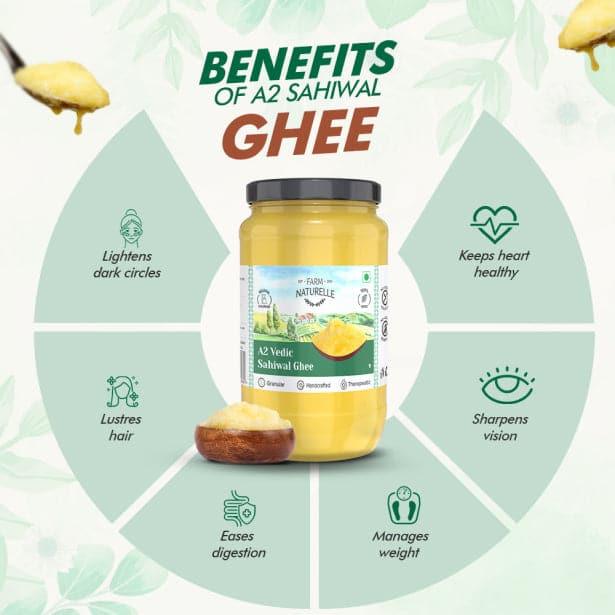 BENEFITS
OF A2 SAHIWAL
GHEE
Lightens
dark circles
Keeps heart
healthy
FARM
NATURELLE
A2 Vedic
Sahiwal Ghee
Granular
Handcrafted
Therapeutic
Lustres
hair
Sharpens
vision
Eases
digestion
Manages
weight